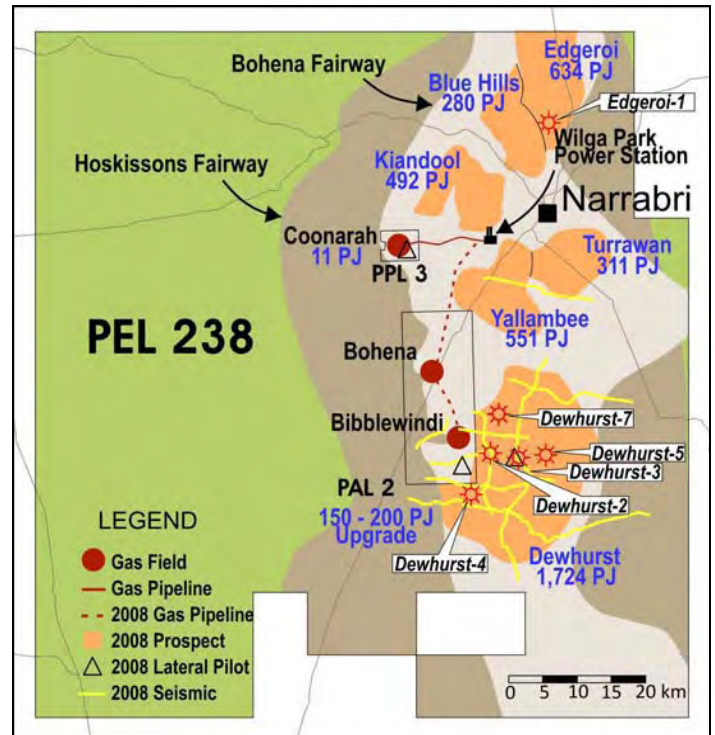 Edgeroi
634 PJ
Bohena Fairway
Blue Hills
280 PJ
Edgeroi-1
Wilga Park
Power Station
Kiandool
492 PJ
Hoskissons Fairway
Narrabri
Coonarah
11 PJ
PPL 3
Turrawan
311 PJ
PEL 238
Yallambee
551 PJ
Bohena
Bibblewindi
Dewhurst-7
Dewhurst-5
Dewhurst-3
Dewhurst-2
PAL 2
150 - 200 PJ
Upgrade
Dewhurst-4
Dewhurst
1,724 PJ
LEGEND
Gas Field
Gas Pipeline
2008 Gas Pipeline
2008 Prospect
2008 Lateral Pilot
2008 Seismic
0 5 10 15 20 km